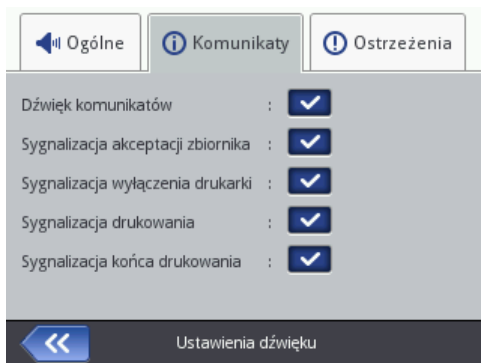 Ogólne Komunikaty Ostrzeżenia
Dźwięk komunikatów :
Sygnalizacja akceptacji zbiornika :
Sygnalizacja wyłączenia drukarki :
Sygnalizacja drukowania :
Sygnalizacja końca drukowania :
Ustawienia dźwięku